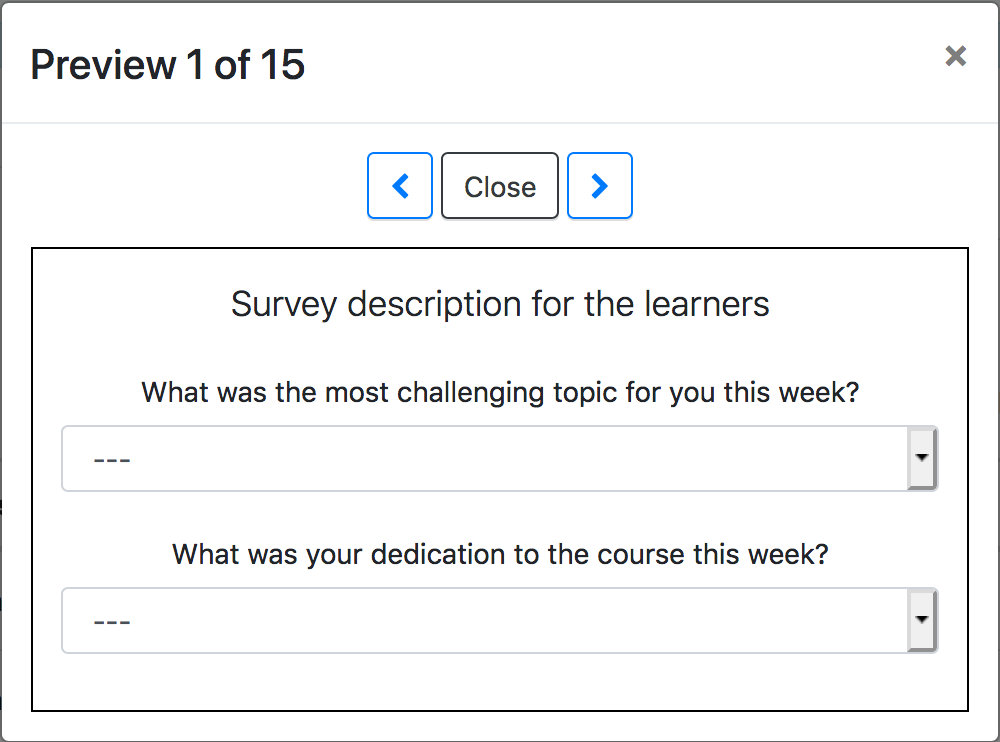 Preview 1 of 15
×
Close
Survey description for the learners
What was the most challenging topic for you this week?
---
What was your dedication to the course this week?
---